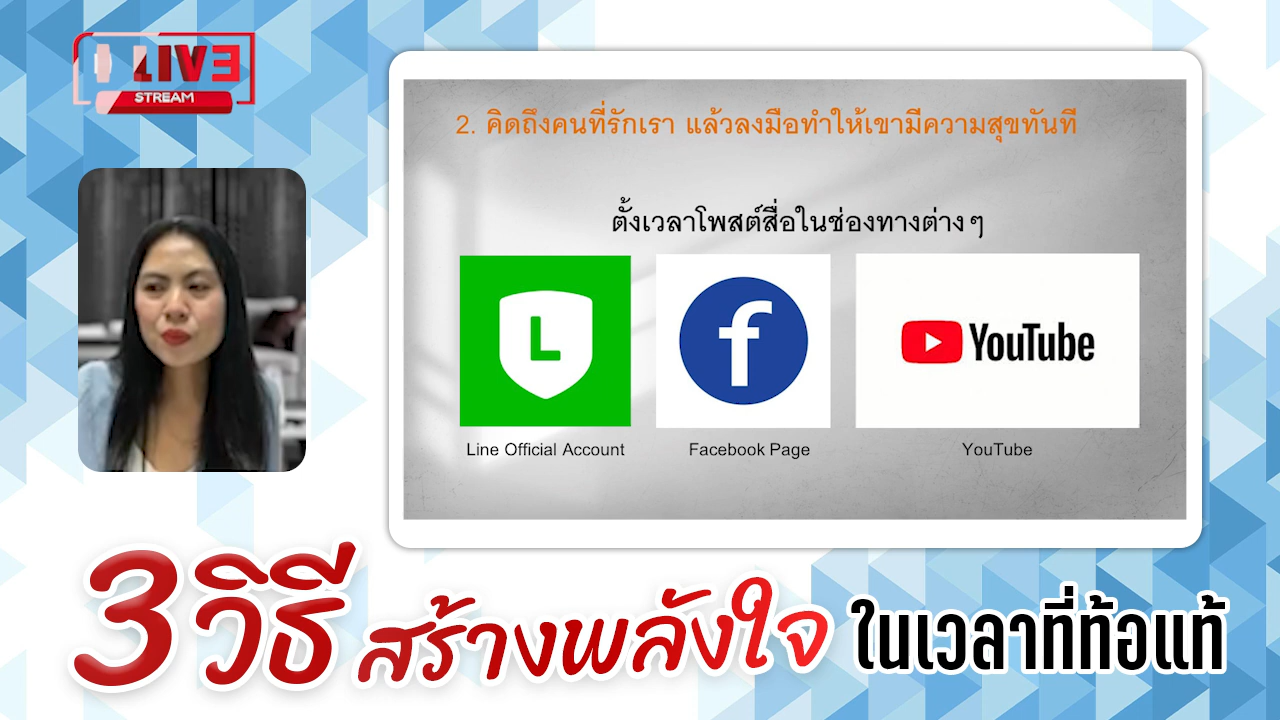 LIVE
STREAM
2. คิดถึงคนที่รักเรา แล้วลงมือทำให้เขามีความสุขทันที
ตั้งเวลาโพสต์สื่อในช่องทางต่างๆ
L
f
YouTube
Line Official Account
Facebook Page
YouTube
3 วิธี สร้างพลังใจ ในเวลาที่ท้อแท้